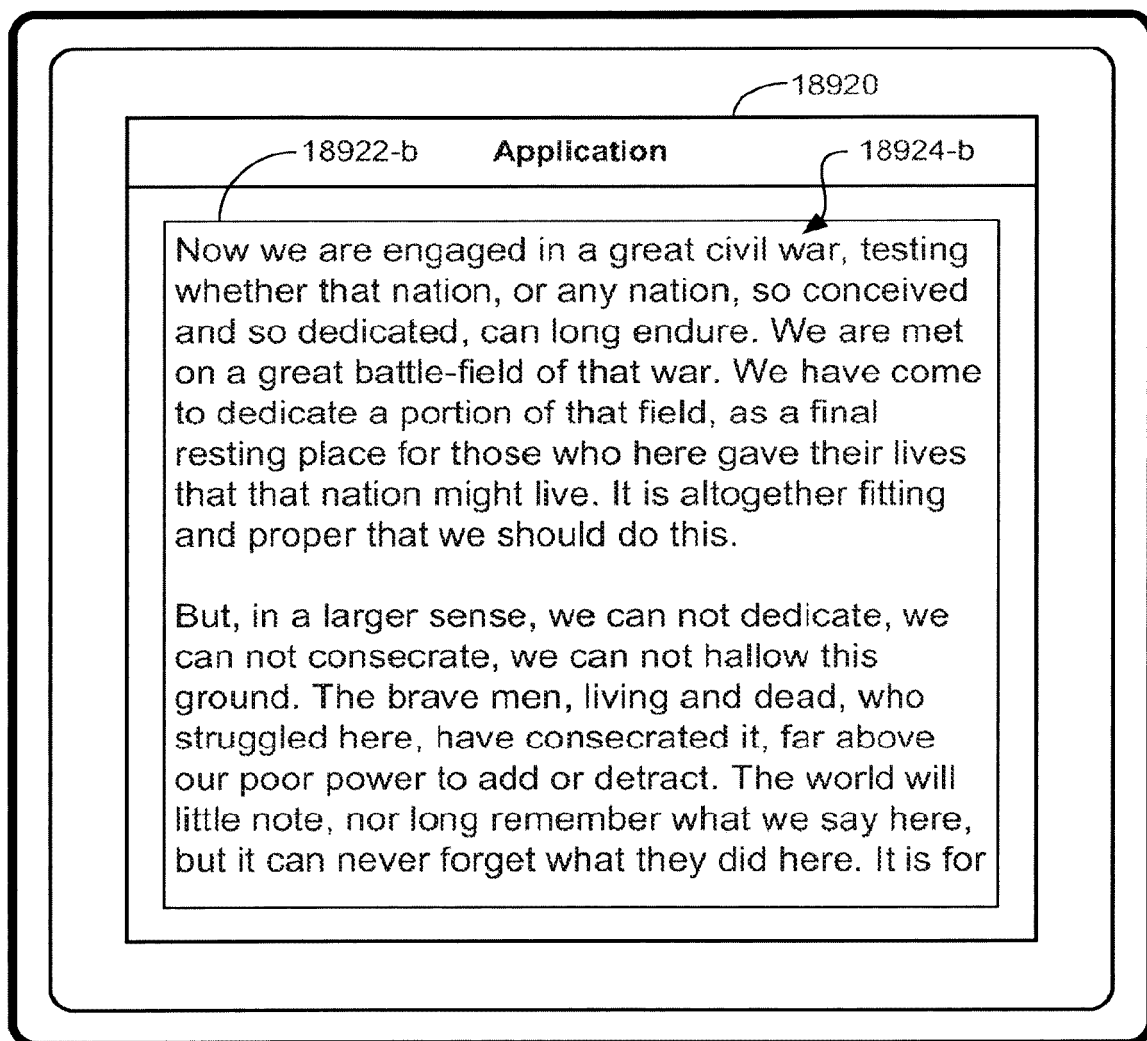 18920
18922-b Application 18924-b
Now we are engaged in a great civil war, testing
whether that nation, or any nation, so conceived
and so dedicated, can long endure. We are met
on a great battle-field of that war. We have come
to dedicate a portion of that field, as a final
resting place for those who here gave their lives
that that nation might live. It is altogether fitting
and proper that we should do this.
But, in a larger sense, we can not dedicate, we
can not consecrate, we can not hallow this
ground. The brave men, living and dead, who
struggled here, have consecrated it, far above
our poor power to add or detract. The world will
little note, nor long remember what we say here,
but it can never forget what they did here. It is for